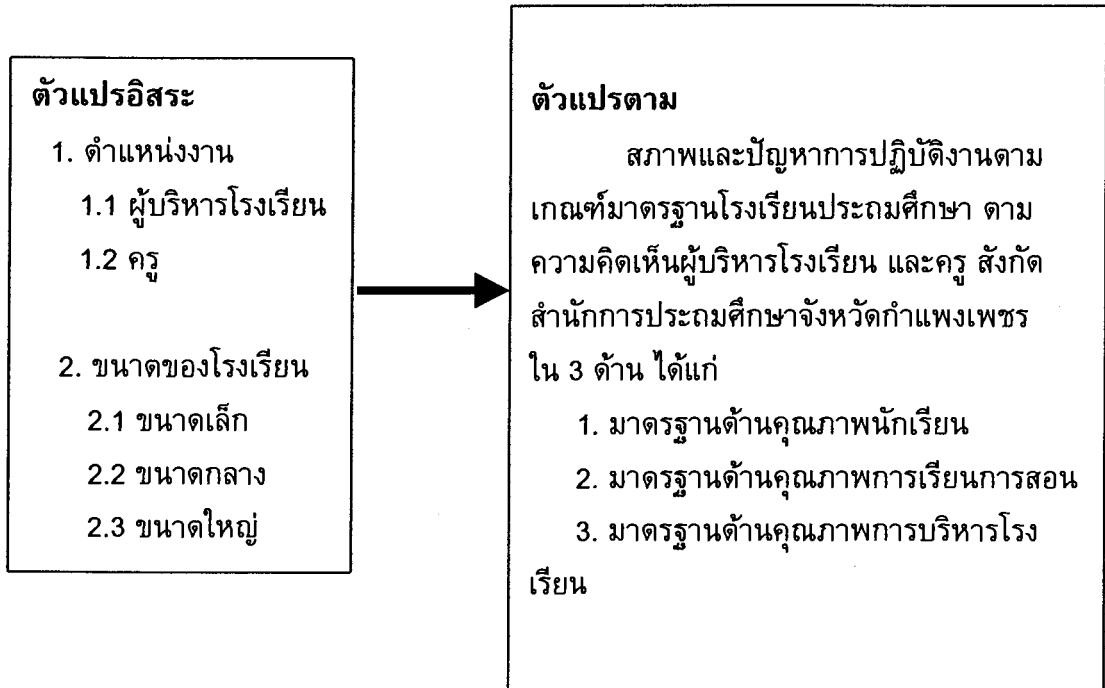 ตัวแปรอิสระ
1. ตำแหน่งงาน
1.1 ผู้บริหารโรงเรียน
1.2 ครู
2. ขนาดของโรงเรียน
2.1 ขนาดเล็ก
2.2 ขนาดกลาง
2.3 ขนาดใหญ่
ตัวแปรตาม
สภาพและปัญหาการปฏิบัติงานตาม
เกณฑ์มาตรฐานโรงเรียนประถมศึกษา ตาม
ความคิดเห็นผู้บริหารโรงเรียน และครู สังกัด
สำนักการประถมศึกษาจังหวัดกำแพงเพชร
ใน 3 ด้าน ได้แก่
1. มาตรฐานด้านคุณภาพนักเรียน
2. มาตรฐานด้านคุณภาพการเรียนการสอน
3. มาตรฐานด้านคุณภาพการบริหารโรง
เรียน